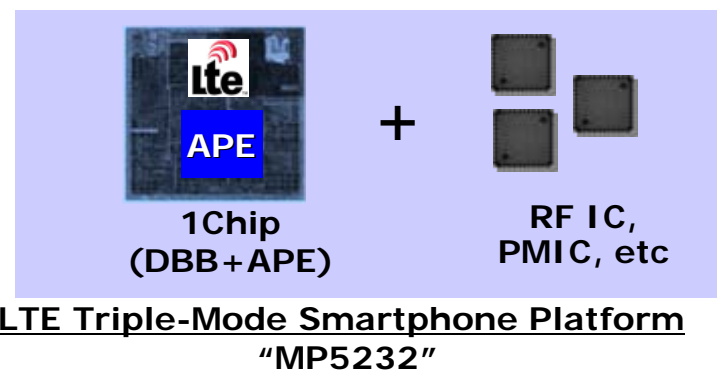 Lte
APE
+
1Chip
(DBB+APE)
RF IC,
PMIC, etc
LTE Triple-Mode Smartphone Platform
“MP5232”